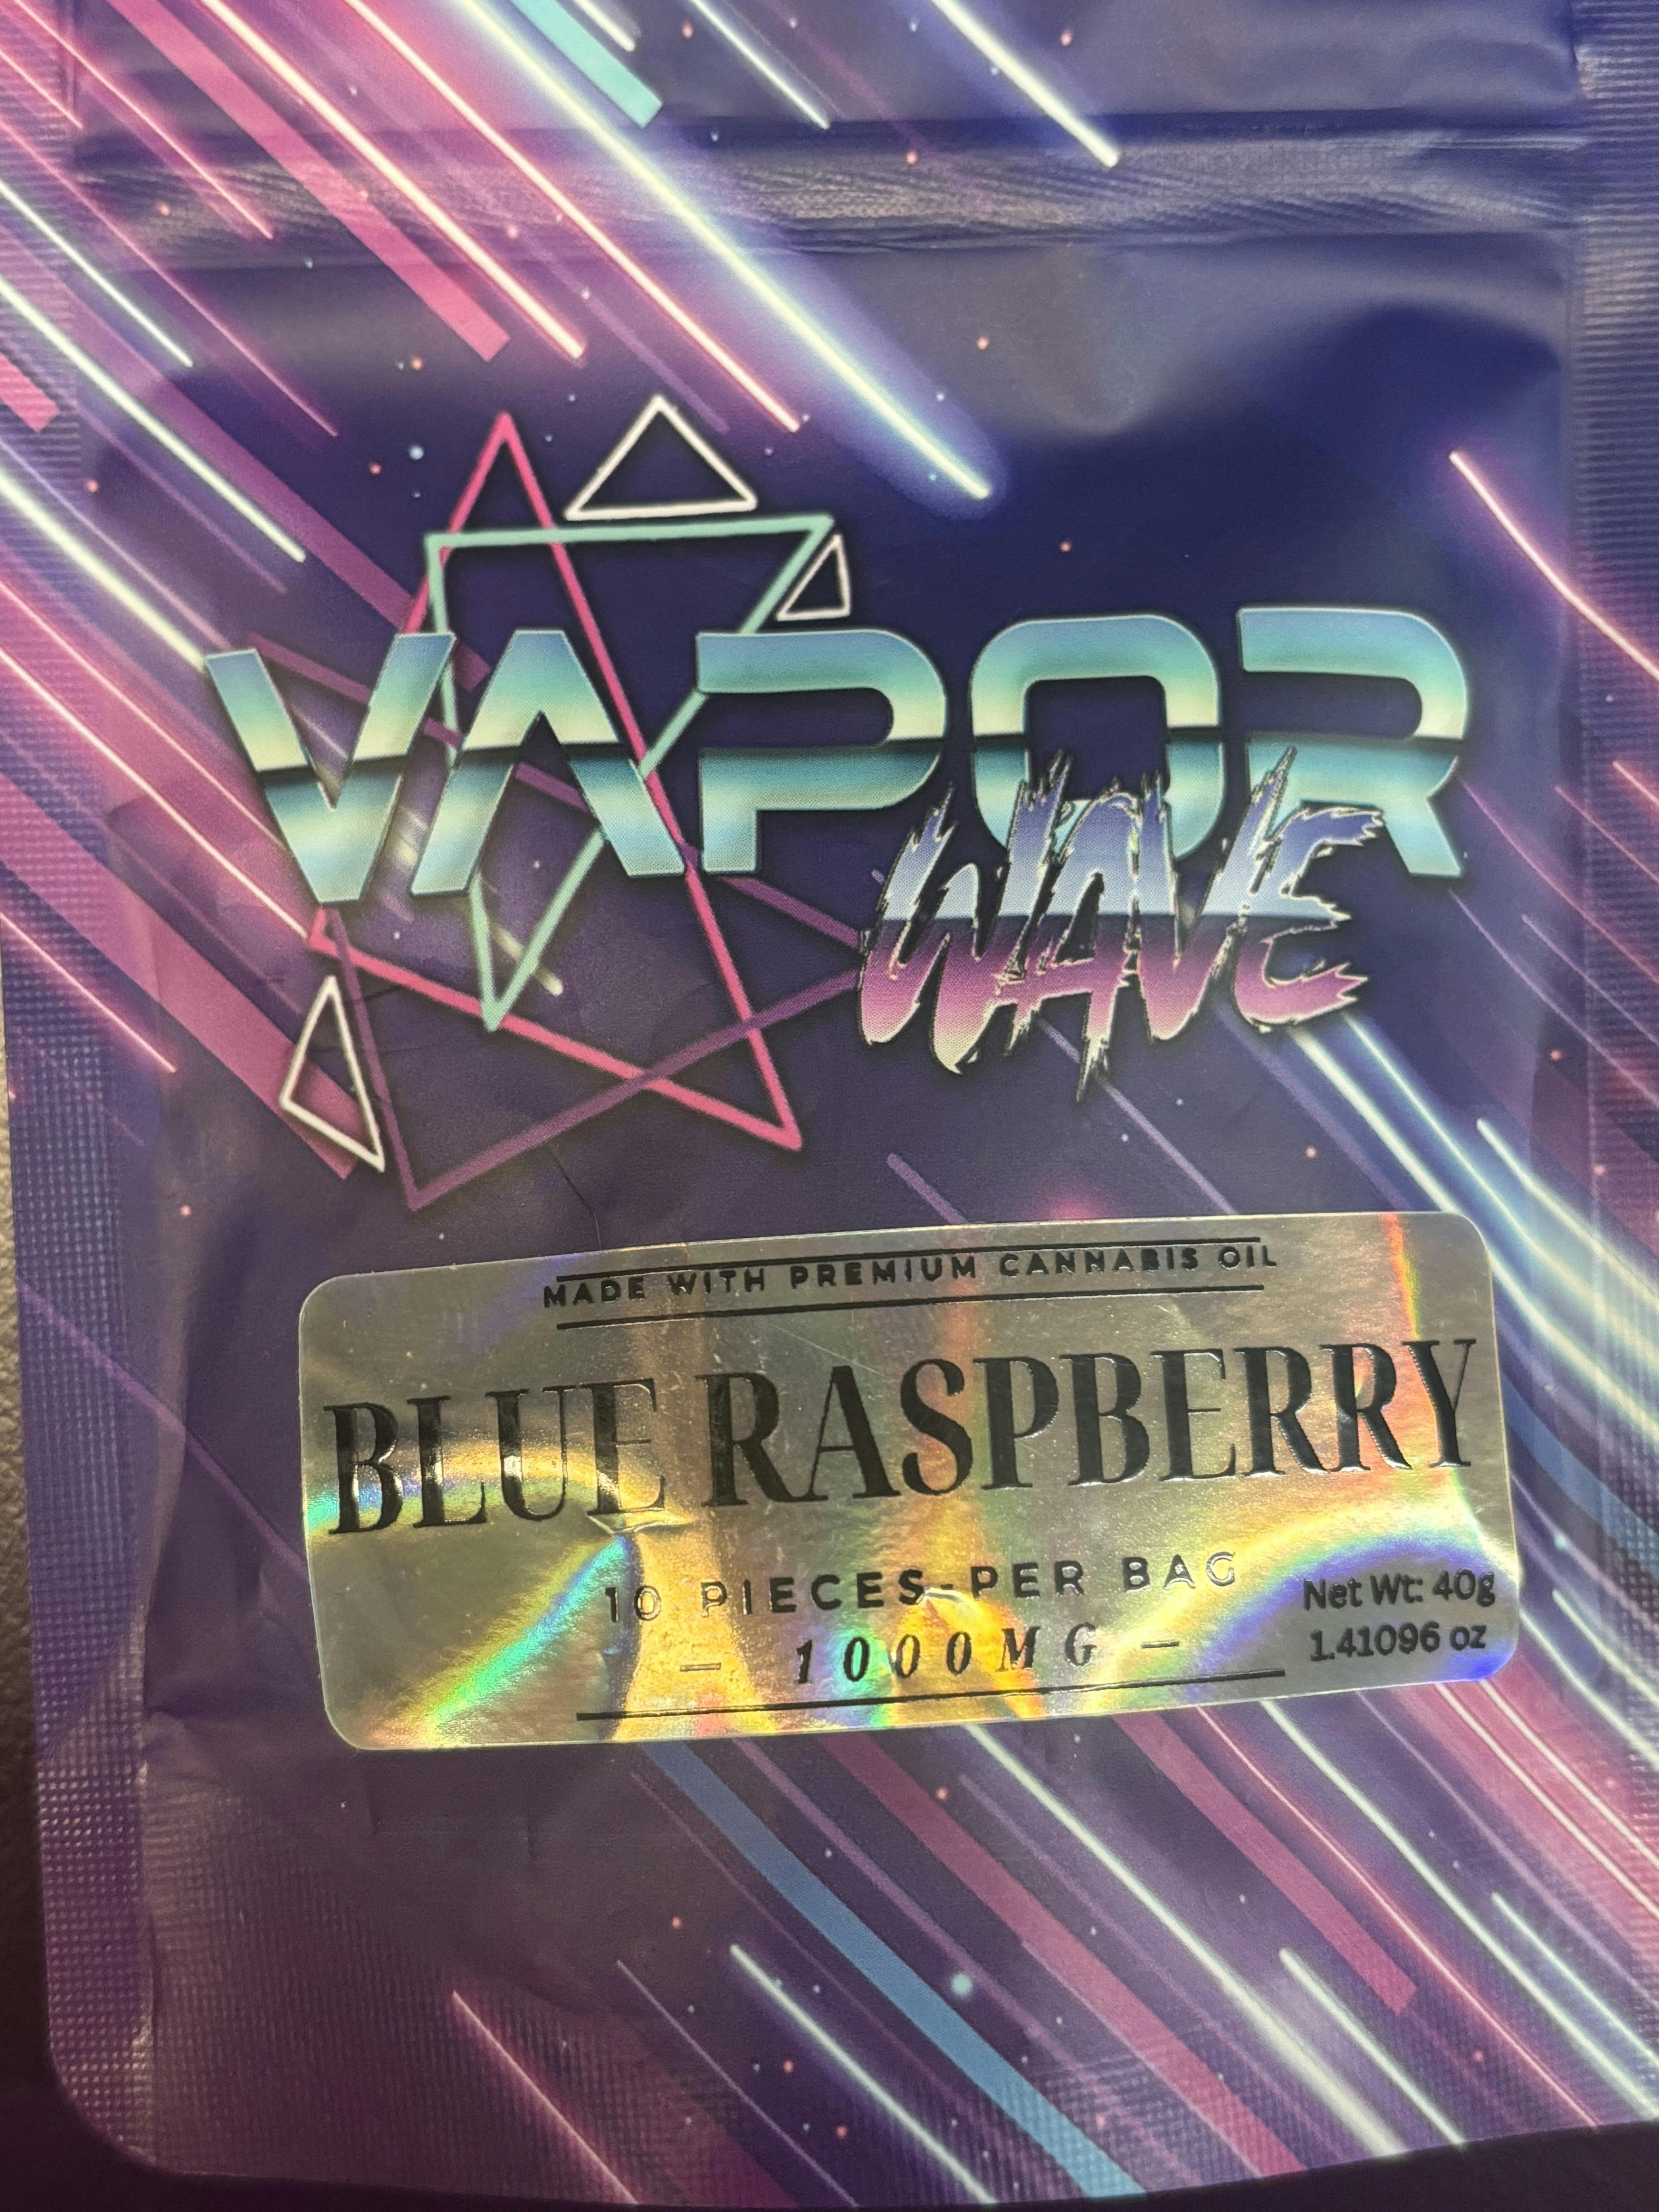 VAPOR
WAVE
MADE WITH PREMIUM CANNABIS OIL
BLUE RASPBERRY
10 PIECES-PER BAG
- 1000MG -
Net Wt: 40g
1.41096 oz